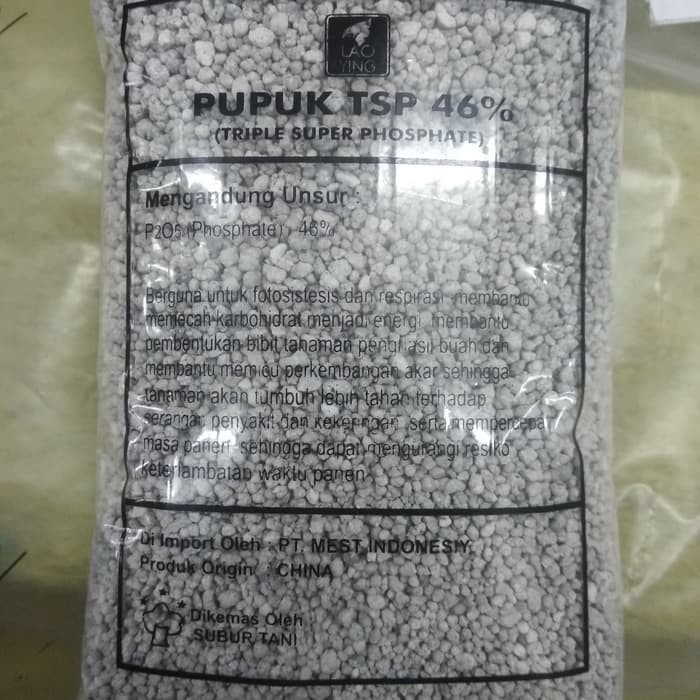 LAO
YING
PUPUK TSP 46%
(TRIPLE SUPER PHOSPHATE)
Mengandung Unsur :
P2O5 (Phosphate) : 46%
Berguna untuk fotosistesis dan respirasi membantu
memecah karbohidrat menjadi energi, membantu
pembentukan bibit tanaman penghasil buah dan
membantu memicu perkembangan akar sehingga
tanaman akan tumbuh lebih tahan terhadap
serangan penyakit dan kekeringan, serta mempercepat
masa panen sehingga dapat mengurangi resiko
keterlambatan waktu panen
Di Import Oleh : PT. MEST INDONESIY
Produk Origin : CHINA
Dikemas Oleh :
SUBUR TANI